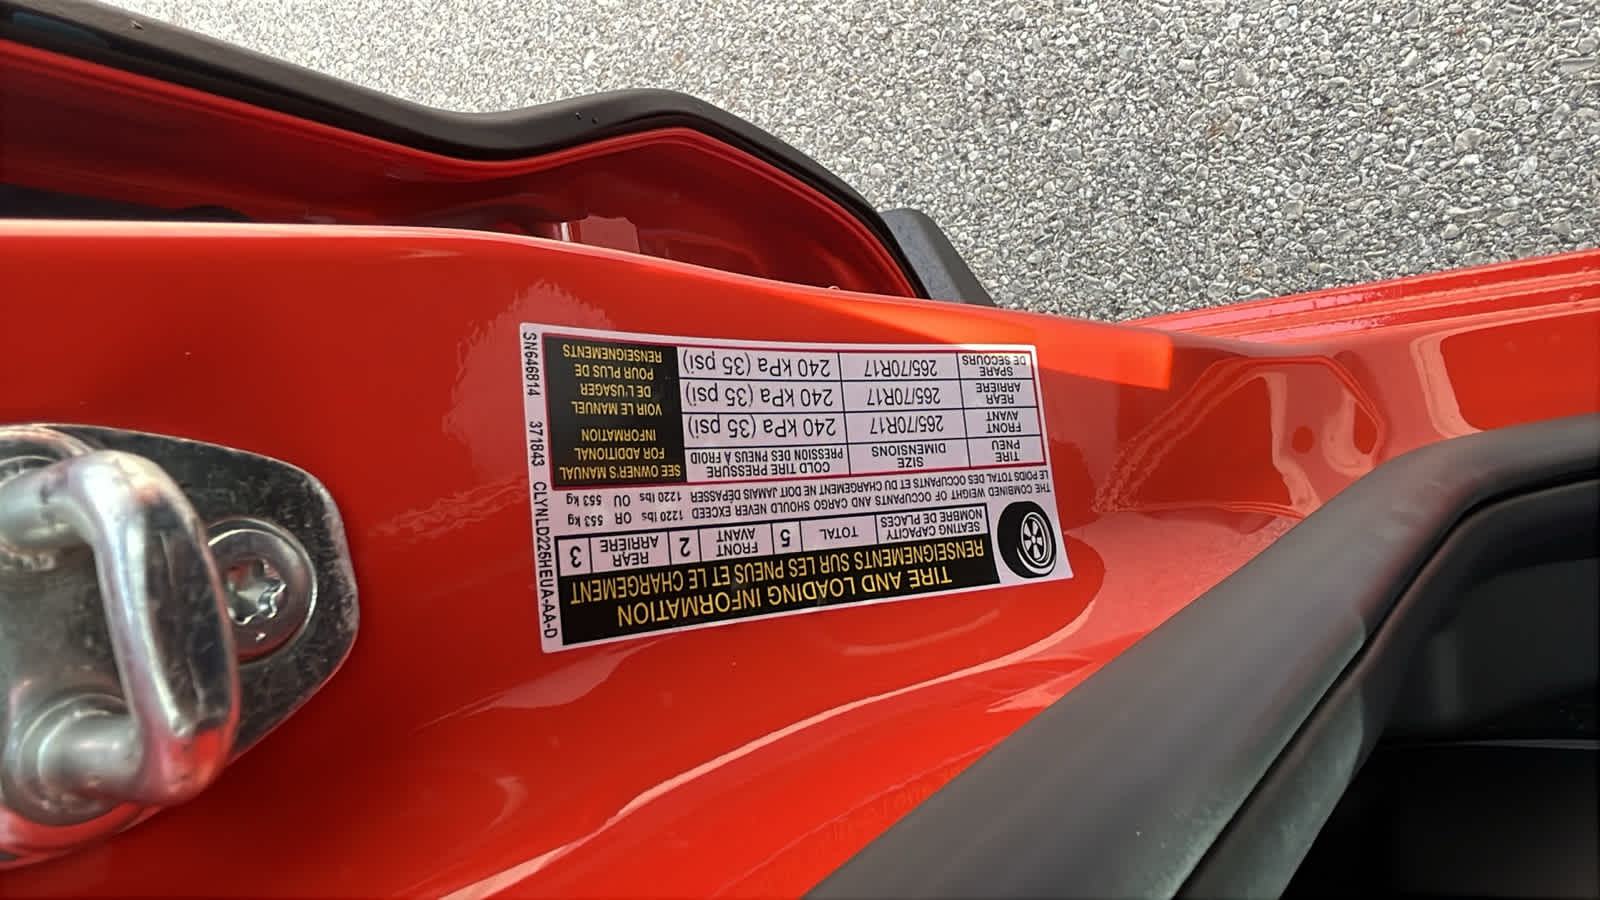 TIRE AND LOADING INFORMATION
RENSEIGNEMENTS SUR LES PNEUS ET LE CHARGEMENT
SEATING CAPACITY
NOMBRE DE PLACES
TOTAL
5
FRONT
AVANT
2
REAR
ARRIÈRE
3
THE COMBINED WEIGHT OF OCCUPANTS AND CARGO SHOULD NEVER EXCEED 553 kg OR 1220 lbs
LE POIDS TOTAL DES OCCUPANTS ET DU CHARGEMENT NE DOIT JAMAIS DÉPASSER 553 kg OU 1220 lbs
TIRE
PNEU
SIZE
DIMENSIONS
COLD TIRE PRESSURE
PRESSION DES PNEUS À FROID
FRONT
AVANT
265/70R17
240 kPa (35 psi)
REAR
ARRIÈRE
265/70R17
240 kPa (35 psi)
SPARE
DE SECOURS
265/70R17
240 kPa (35 psi)
SEE OWNER'S MANUAL
FOR ADDITIONAL
INFORMATION
VOIR LE MANUEL
DE L'USAGER
POUR PLUS DE
RENSEIGNEMENTS
SN646814 371843 CLYNLD226HEUA-AA-D